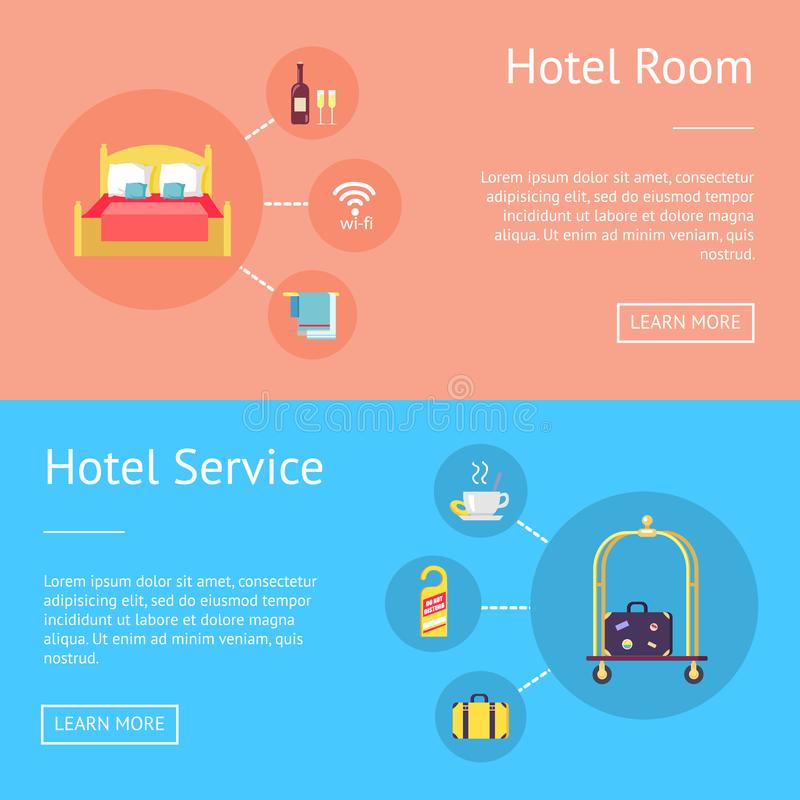 Hotel Room
Lorem ipsum dolor sit amet, consectetur
adipiscing elit, sed do eiusmod tempor
incididunt ut labore et dolore magna
aliqua. Ut enim ad minim veniam, quis
nostrud.
wi-fi
LEARN MORE
dreamstime
Hotel Service
Lorem ipsum dolor sit amet, consectetur
adipiscing elit, sed do eiusmod tempor
incididunt ut labore et dolore magna
aliqua. Ut enim ad minim veniam, quis
nostrud.
DO NOT
DISTURB
LEARN MORE